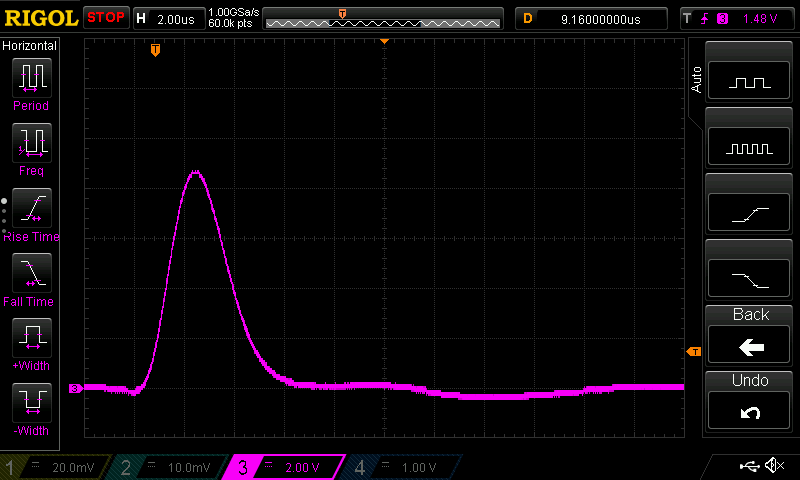 RIGOL STOP H 2.00us 1.00GSa/s D 9.16000000us T 3 1.48 V
60.0k pts
T
T
Horizontal
Period
Freq
Rise Time
Fall Time
+Width
-Width
Auto
3
T
Back
Undo
1 20.0mV 2 10.0mV 3 2.00 V 4 1.00 V